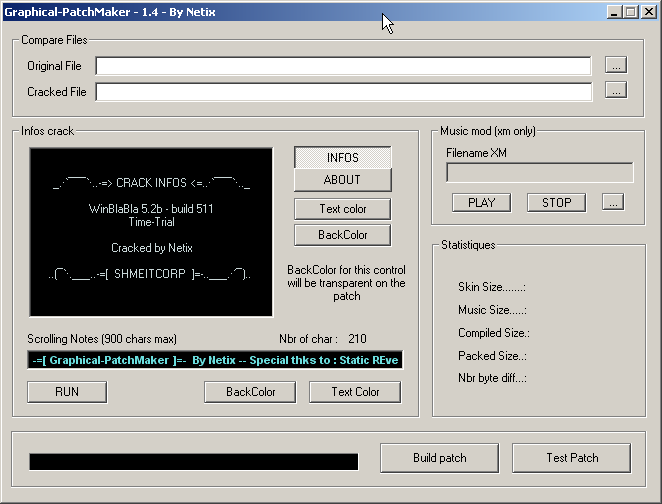 Graphical-PatchMaker - 1.4 - By Netix
Compare Files
Original File
...
Cracked File
...
Infos crack
_.·´¯¯`·..-=> CRACK INFOS <=..·´¯¯`·.._
WinBlaBla 5.2b - build 511
Time-Trial
Cracked by Netix
..(¯`·.___..-=[ SHMEITCORP ]=-..___.·´¯)..
INFOS
ABOUT
Text color
BackColor
BackColor for this control
will be transparent on the
patch
Scrolling Notes (900 chars max)
Nbr of char : 210
-=[ Graphical-PatchMaker ]=- By Netix -- Special thks to : Static REve
RUN
BackColor
Text Color
Music mod (xm only)
Filename XM
PLAY
STOP
...
Statistiques
Skin Size.......:
Music Size.....:
Compiled Size.:
Packed Size..:
Nbr byte diff...:
Build patch
Test Patch